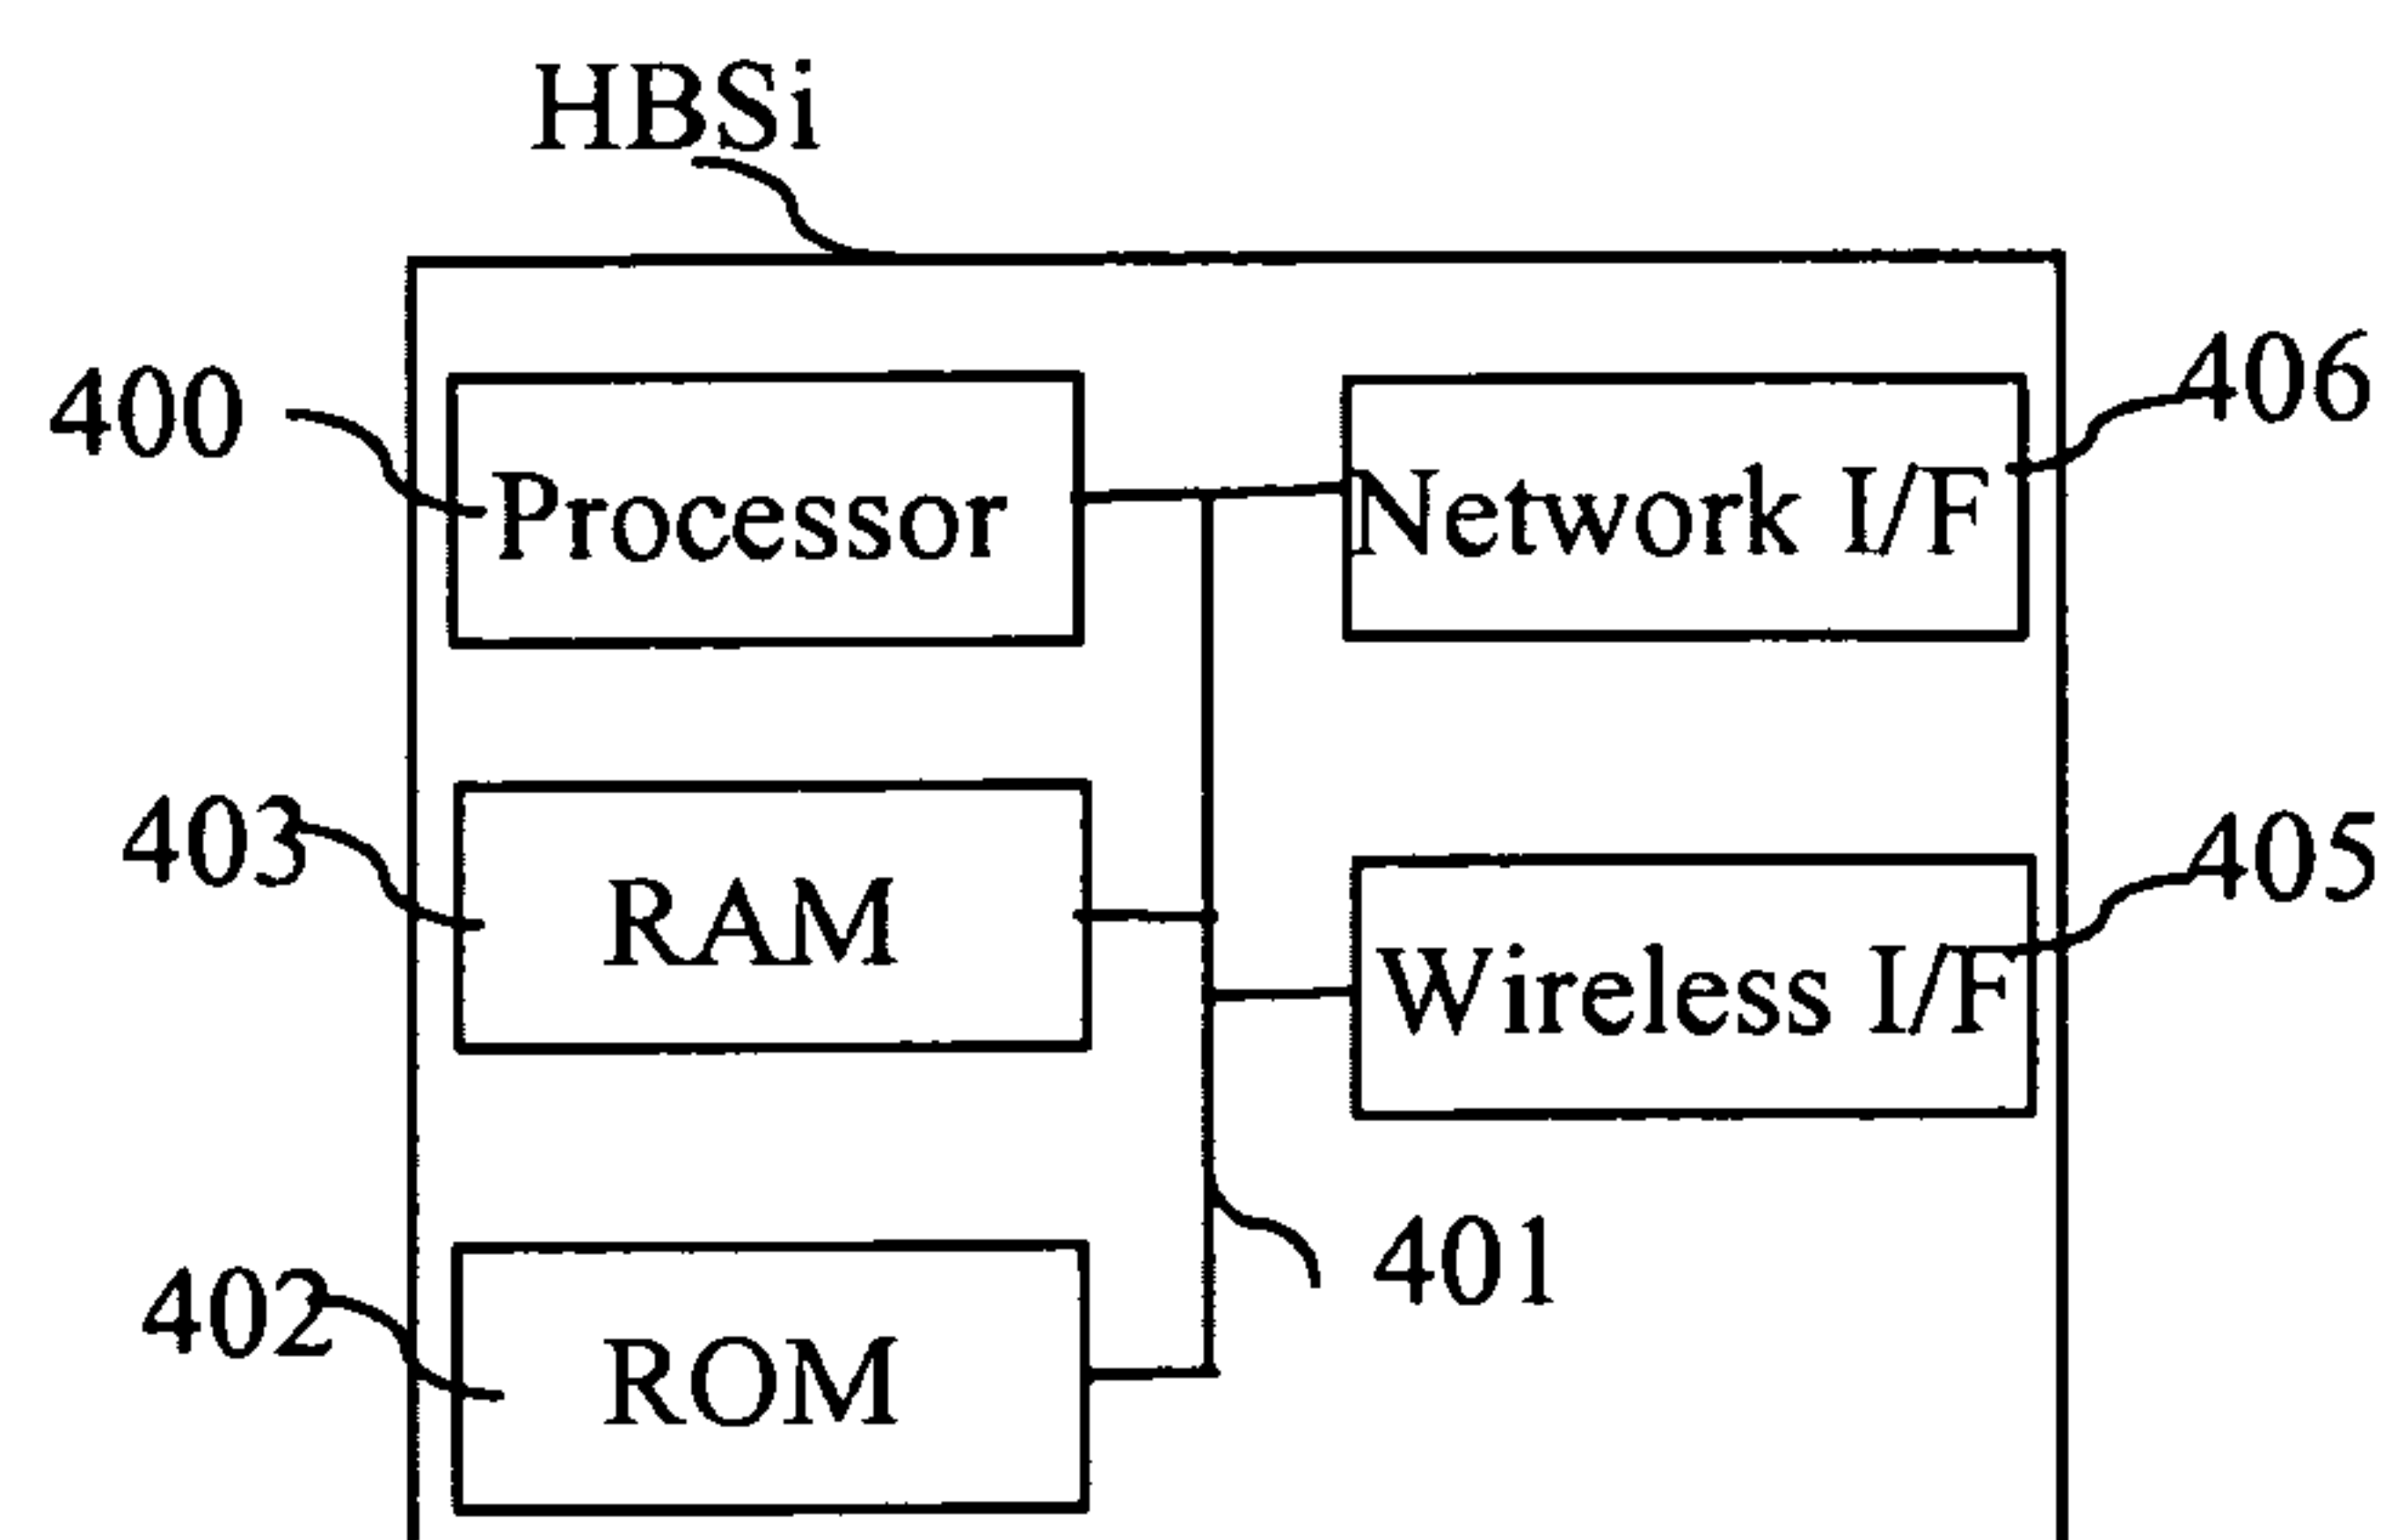 HBSi
400
Processor
Network I/F
406
403
RAM
Wireless I/F
405
402
ROM
401